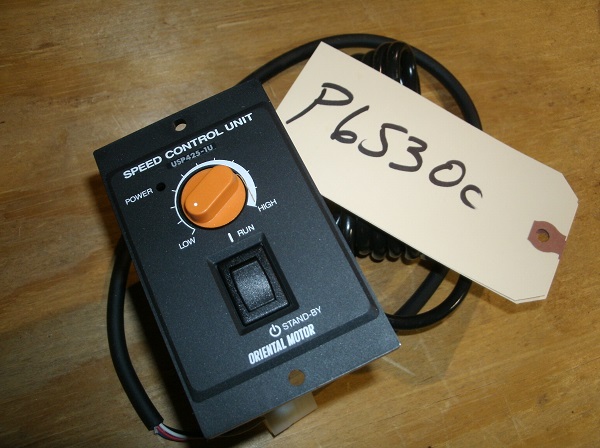 SPEED CONTROL UNIT
USP425-1U
POWER
LOW
HIGH
RUN
STAND-BY
ORIENTAL MOTOR
P6530c